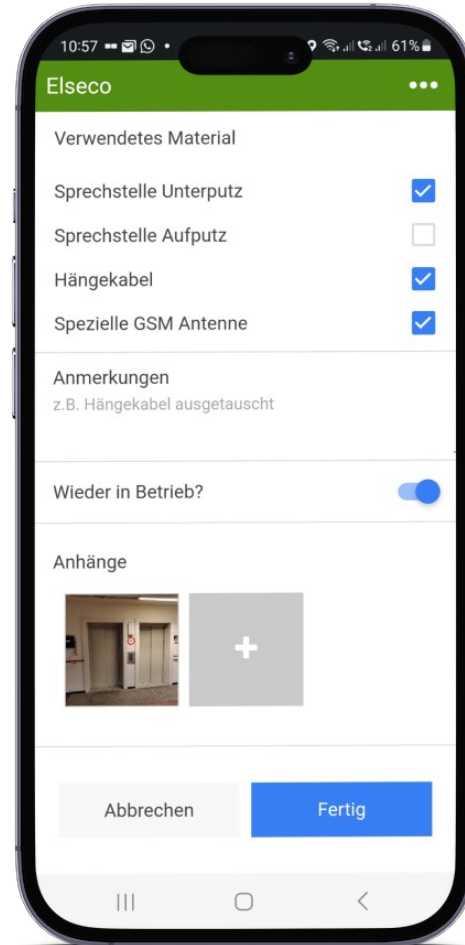 10:57
61%
Elseco
Verwendetes Material
Sprechstelle Unterputz
Sprechstelle Aufputz
Hängekabel
Spezielle GSM Antenne
Anmerkungen
z.B. Hängekabel ausgetauscht
Wieder in Betrieb?
Anhänge
Abbrechen
Fertig